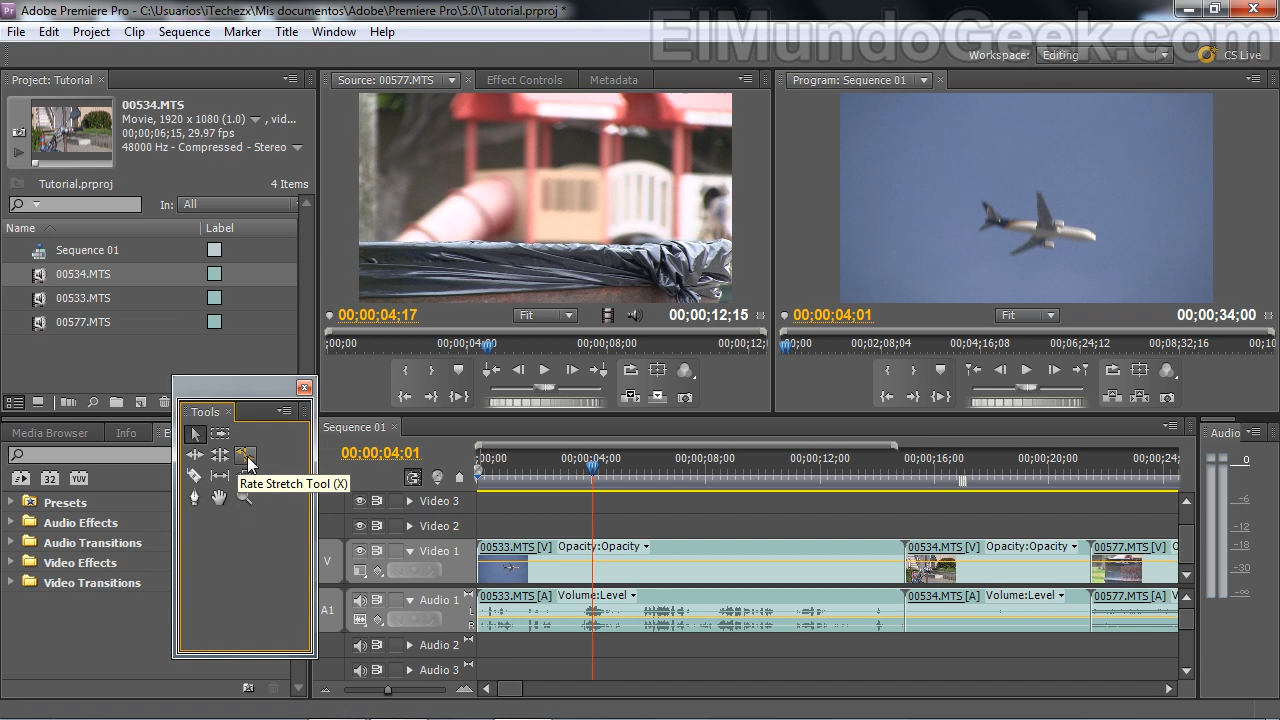 Adobe Premiere Pro - C:\Usuarios\iTechezx\Mis documentos\Adobe\Premiere Pro\5.0\Tutorial.prproj *
ElMundoGeek.com
File Edit Project Clip Sequence Marker Title Window Help
Workspace: Editing CS Live
Project: Tutorial
00534.MTS
Movie, 1920 x 1080 (1.0) , vid...
00;00;06;15, 29.97 fps
48000 Hz - Compressed - Stereo
Tutorial.prproj 4 Items
In: All
Name Label
Sequence 01
00534.MTS
00533.MTS
00577.MTS
Source: 00577.MTS Effect Controls Metadata
00;00;04;17 Fit 00;00;12;15
;00;00 00;00;04;00 00;00;08;00 00;00;12;
Program: Sequence 01
00;00;04;01 Fit 00;00;34;00
;00;00 00;02;08;04 00;04;16;08 00;06;24;12 00;08;32;16 00;10
Tools
Rate Stretch Tool (X)
Media Browser Info E
32 YUV
Presets
Audio Effects
Audio Transitions
Video Effects
Video Transitions
Sequence 01
00;00;04;01
;00;00 00;00;04;00 00;00;08;00 00;00;12;00 00;00;16;00 00;00;20;00 00;00;24;
Video 3
Video 2
V Video 1
00533.MTS [V] Opacity:Opacity 00534.MTS [V] Opacity:Opacity 00577.MTS [V] O
A1 Audio 1 L R
00533.MTS [A] Volume:Level 00534.MTS [A] Volume:Level 00577.MTS [A] V
Audio 2
Audio 3
Audio
0
-6
-12
-18
-30